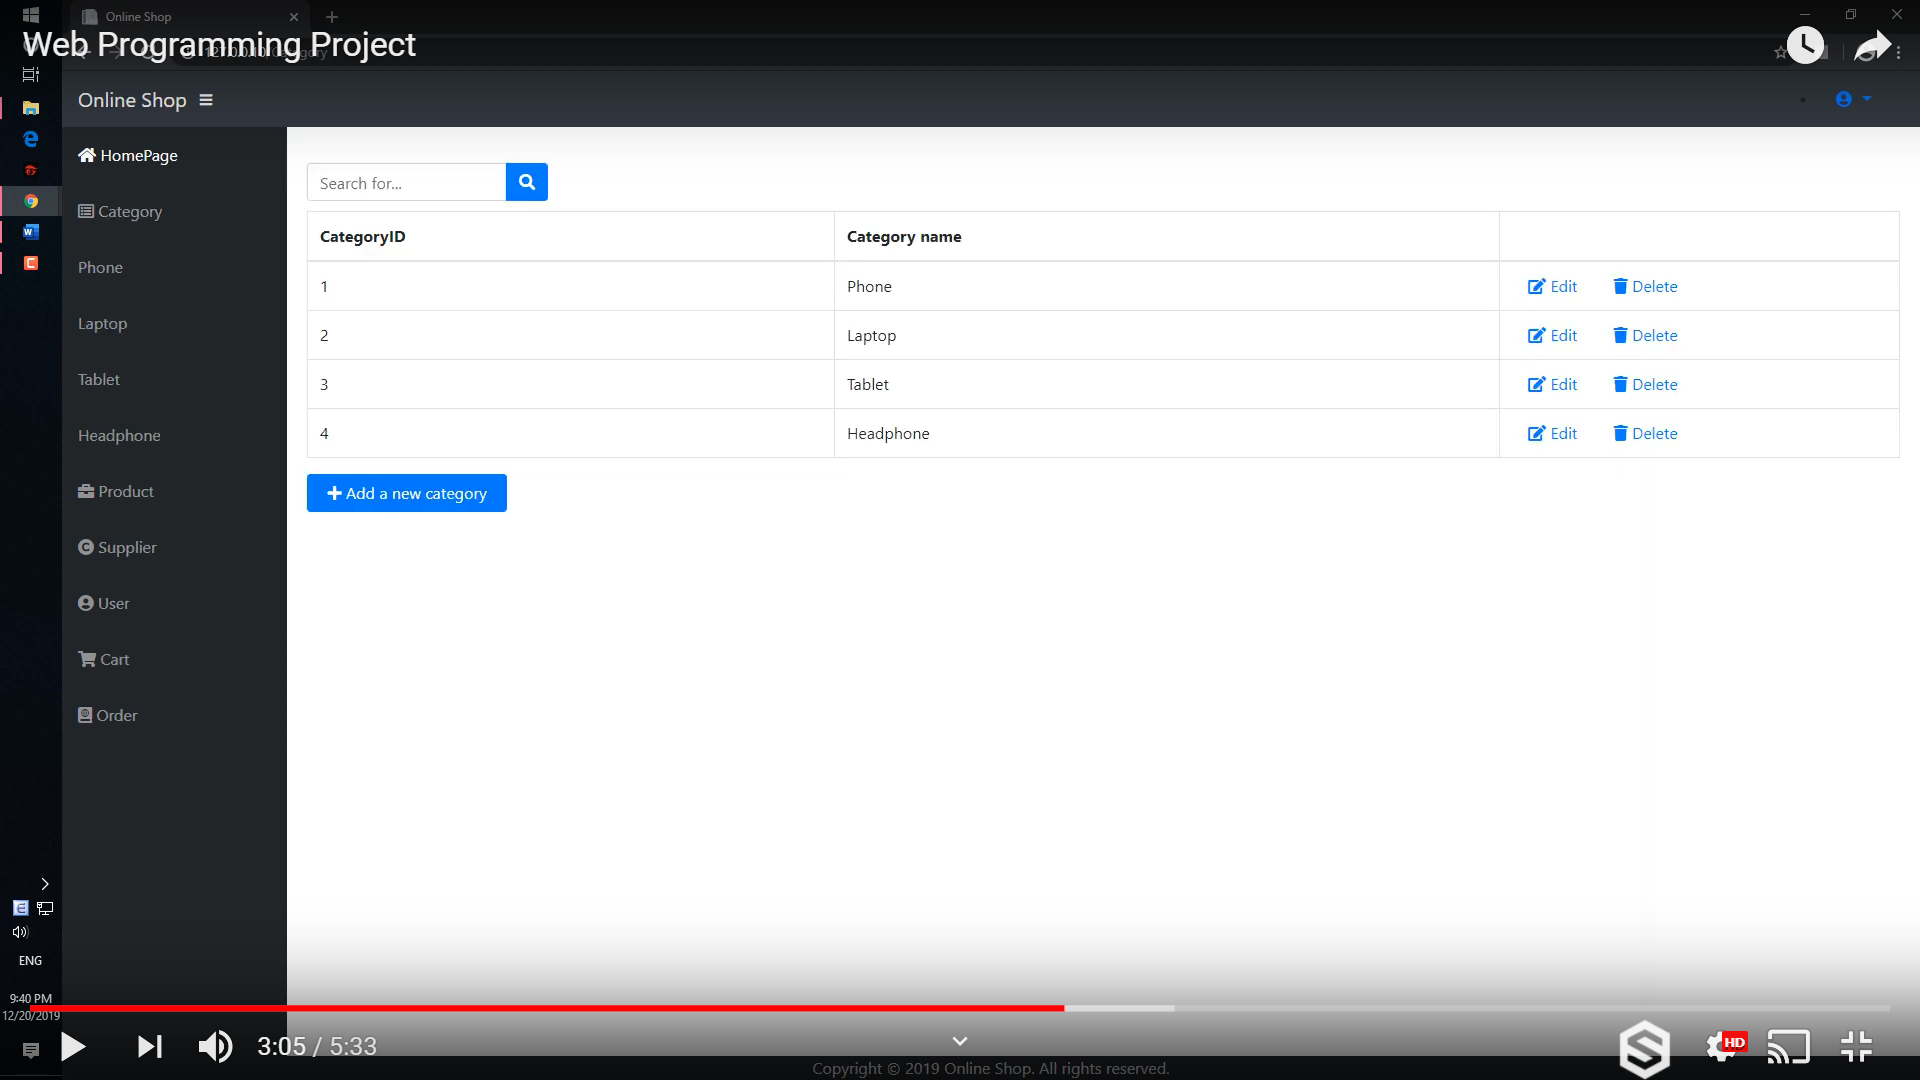 Online Shop
Web Programming Project
Online Shop
HomePage
Category
Phone
Laptop
Tablet
Headphone
Product
Supplier
User
Cart
Order
Search for...
CategoryID Category name
1 Phone Edit Delete
2 Laptop Edit Delete
3 Tablet Edit Delete
4 Headphone Edit Delete
Add a new category
ENG
9:40 PM
12/20/2019
3:05 / 5:33
HD
Copyright © 2019 Online Shop. All rights reserved.